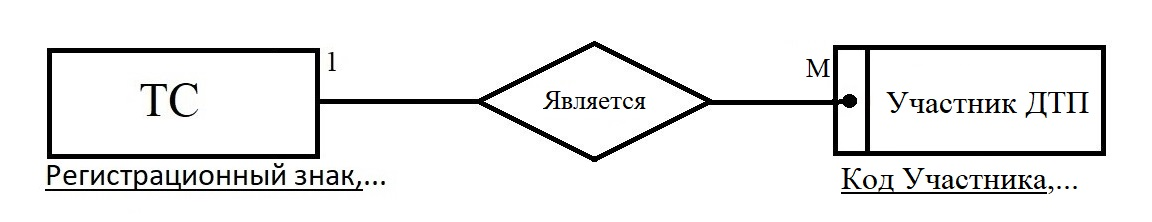 1
М
ТС
Является
Участник ДТП
Регистрационный знак,...
Код Участника,...